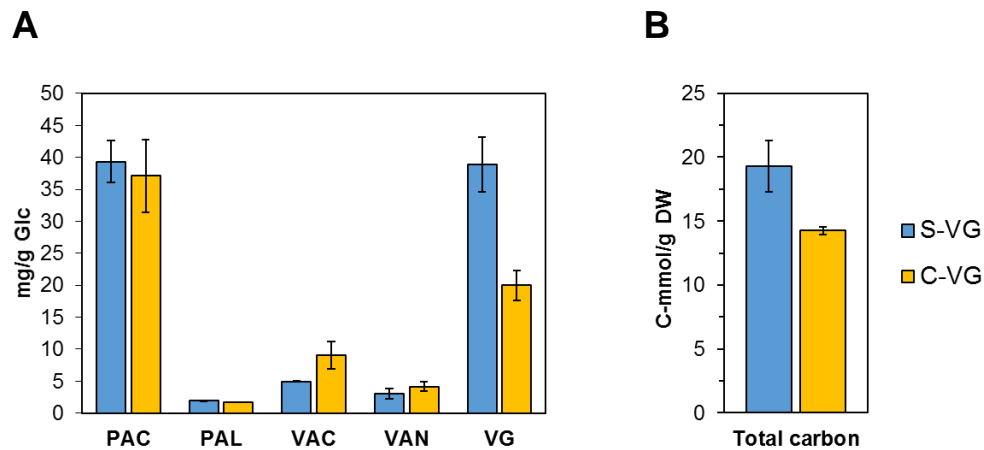 A
B
mg/g Glc
50
45
40
35
30
25
20
15
10
5
0
PAC PAL VAC VAN VG
C-mmol/g DW
25
20
15
10
5
0
Total carbon
S-VG
C-VG